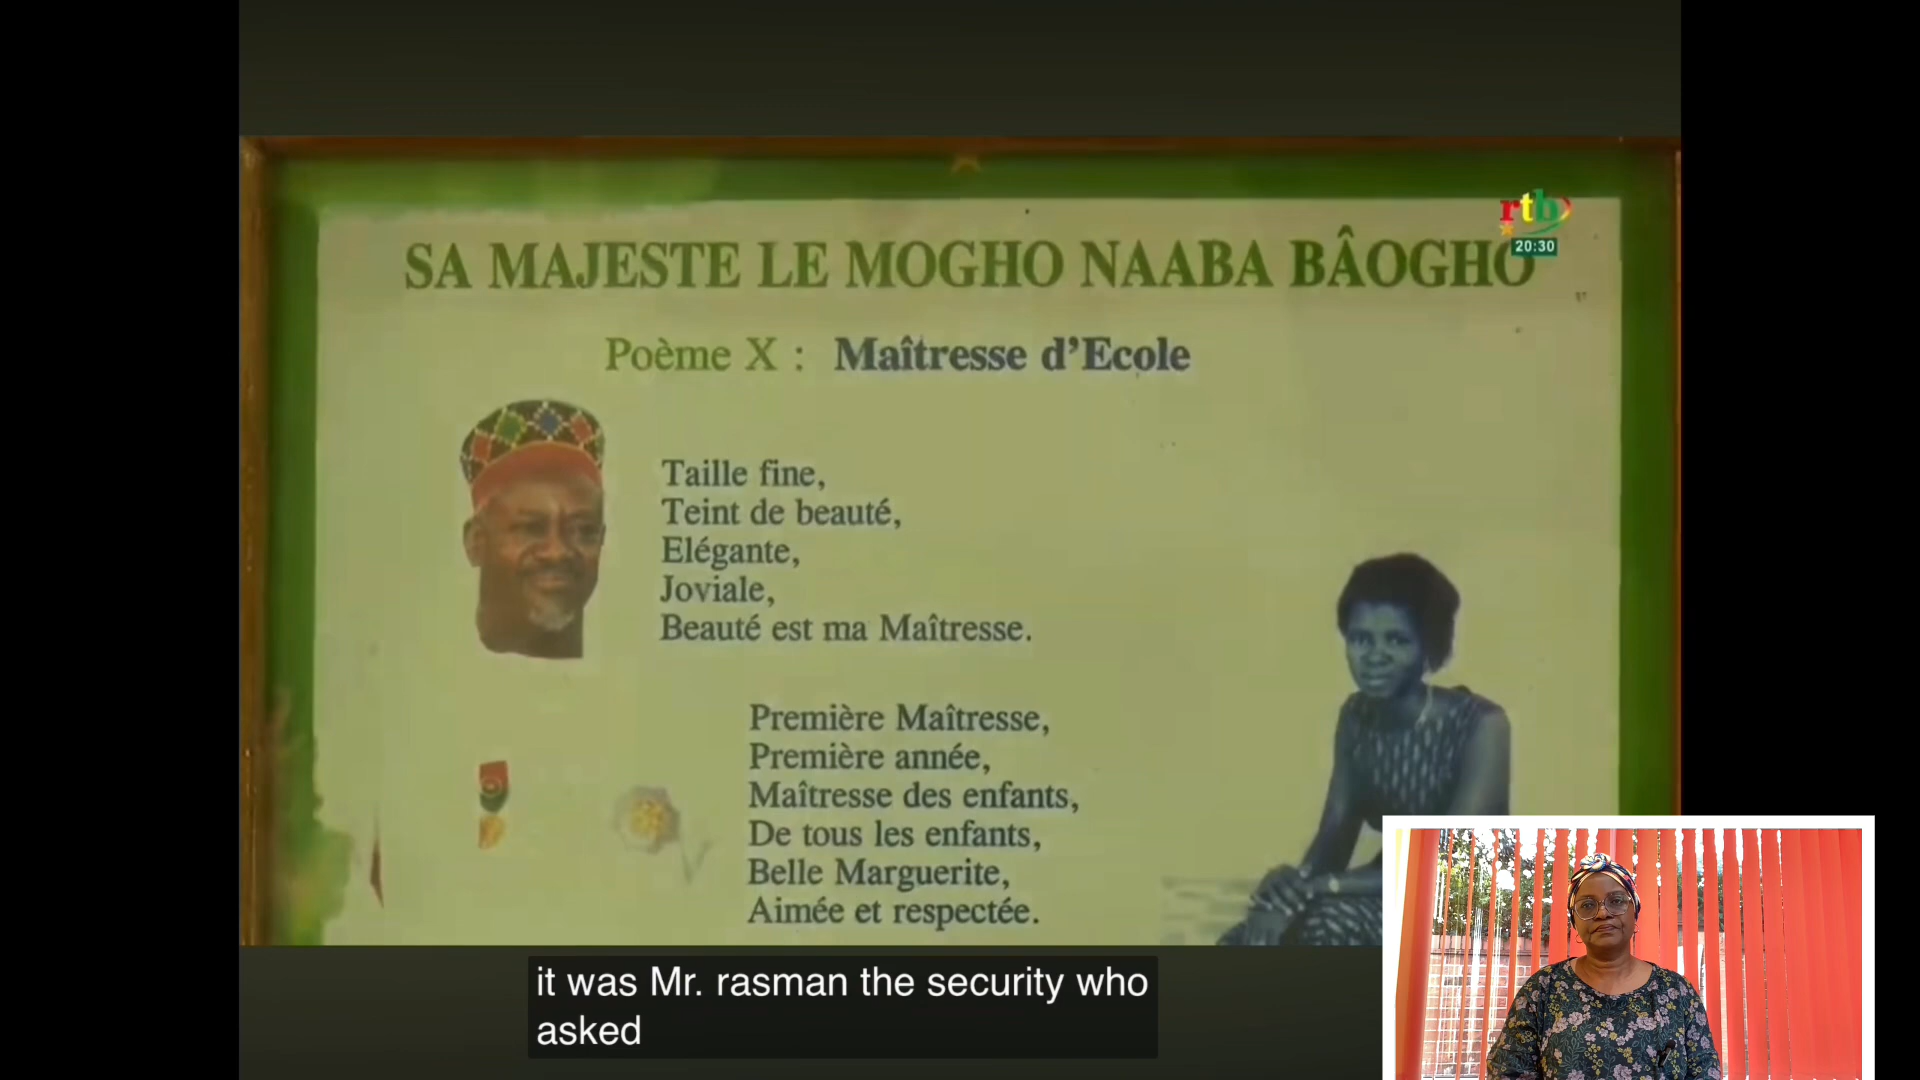 rtb
20:30
SA MAJESTE LE MOGHO NAABA BÂOGHO
Poème X : Maîtresse d'Ecole
Taille fine,
Teint de beauté,
Elégante,
Joviale,
Beauté est ma Maîtresse.
Première Maîtresse,
Première année,
Maîtresse des enfants,
De tous les enfants,
Belle Marguerite,
Aimée et respectée.
it was Mr. rasman the security who
asked